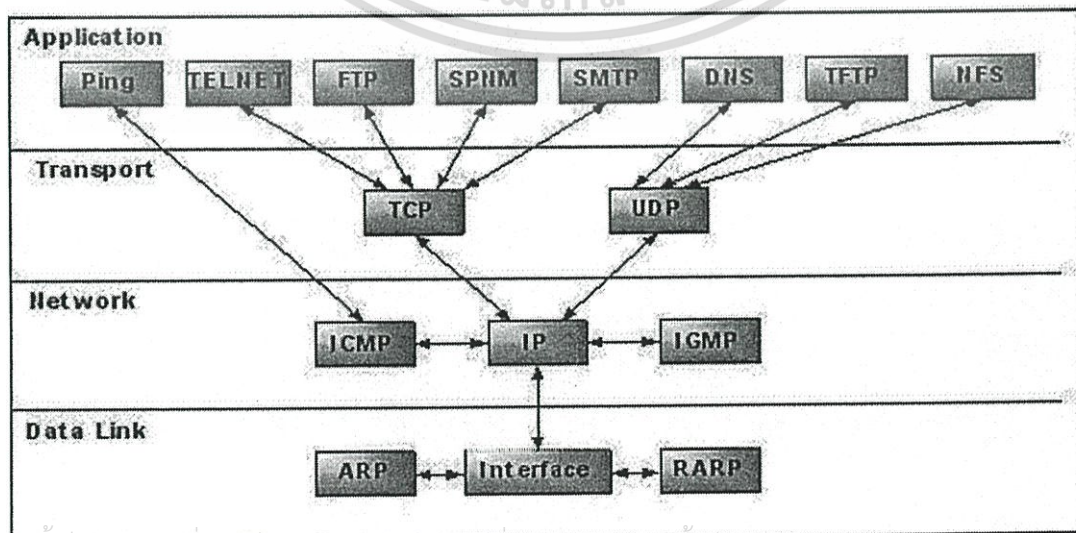 Application
Ping TELNET FTP SPNM SMTP DNS TFTP NFS
Transport
TCP UDP
Network
ICMP IP IGMP
Data Link
ARP Interface RARP